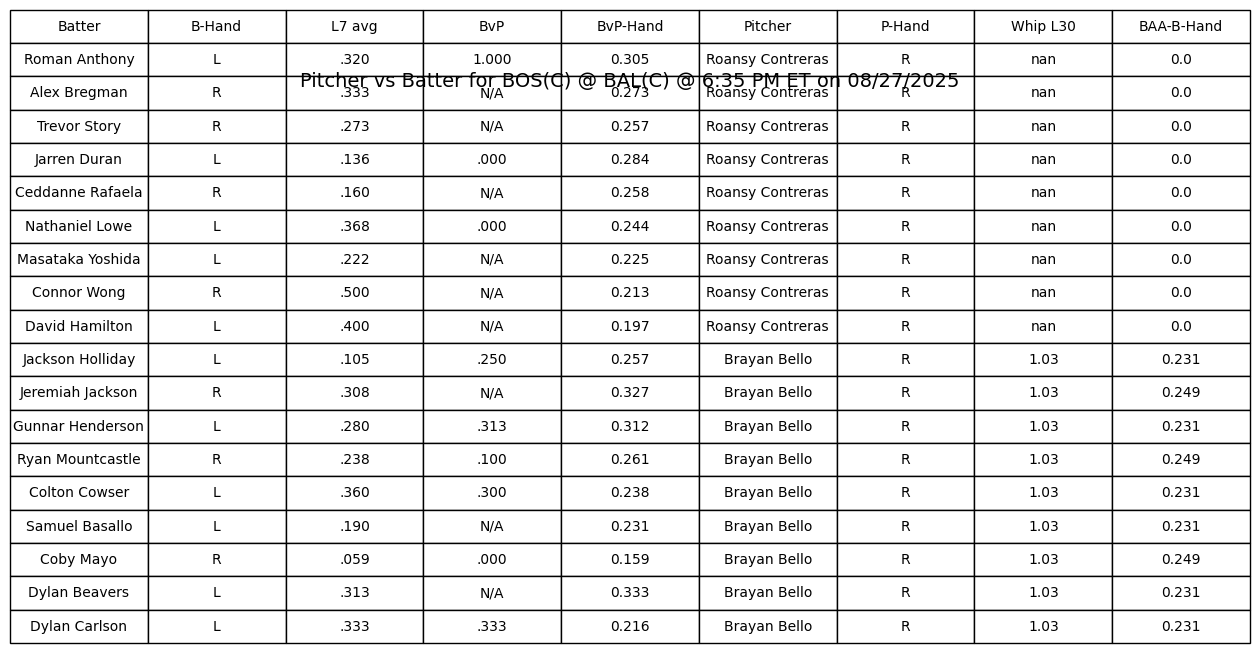 Batter B-Hand L7 avg BvP BvP-Hand Pitcher P-Hand Whip L30 BAA-B-Hand
Roman Anthony L .320 1.000 0.305 Roansy Contreras R nan 0.0
Pitcher vs Batter for BOS(C) @ BAL(C) @ 6:35 PM ET on 08/27/2025
Alex Bregman R .333 N/A 0.273 Roansy Contreras R nan 0.0
Trevor Story R .273 N/A 0.257 Roansy Contreras R nan 0.0
Jarren Duran L .136 .000 0.284 Roansy Contreras R nan 0.0
Ceddanne Rafaela R .160 N/A 0.258 Roansy Contreras R nan 0.0
Nathaniel Lowe L .368 .000 0.244 Roansy Contreras R nan 0.0
Masataka Yoshida L .222 N/A 0.225 Roansy Contreras R nan 0.0
Connor Wong R .500 N/A 0.213 Roansy Contreras R nan 0.0
David Hamilton L .400 N/A 0.197 Roansy Contreras R nan 0.0
Jackson Holliday L .105 .250 0.257 Brayan Bello R 1.03 0.231
Jeremiah Jackson R .308 N/A 0.327 Brayan Bello R 1.03 0.249
Gunnar Henderson L .280 .313 0.312 Brayan Bello R 1.03 0.231
Ryan Mountcastle R .238 .100 0.261 Brayan Bello R 1.03 0.249
Colton Cowser L .360 .300 0.238 Brayan Bello R 1.03 0.231
Samuel Basallo L .190 N/A 0.231 Brayan Bello R 1.03 0.231
Coby Mayo R .059 .000 0.159 Brayan Bello R 1.03 0.249
Dylan Beavers L .313 N/A 0.333 Brayan Bello R 1.03 0.231
Dylan Carlson L .333 .333 0.216 Brayan Bello R 1.03 0.231